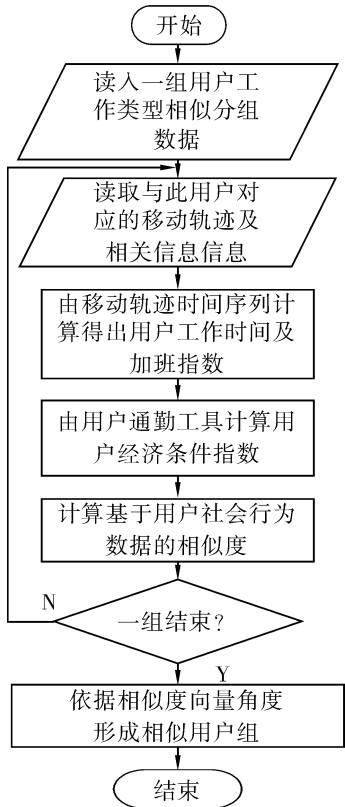 开始
读入一组用户工
作类型相似分组
数据
读取与此用户对
应的移动轨迹及
相关信息信息
由移动轨迹时间序列计
算得出用户工作时间及
加班指数
由用户通勤工具计算用
户经济条件指数
计算基于用户社会行为
数据的相似度
N
一组结束?
Y
依据相似度向量角度
形成相似用户组
结束